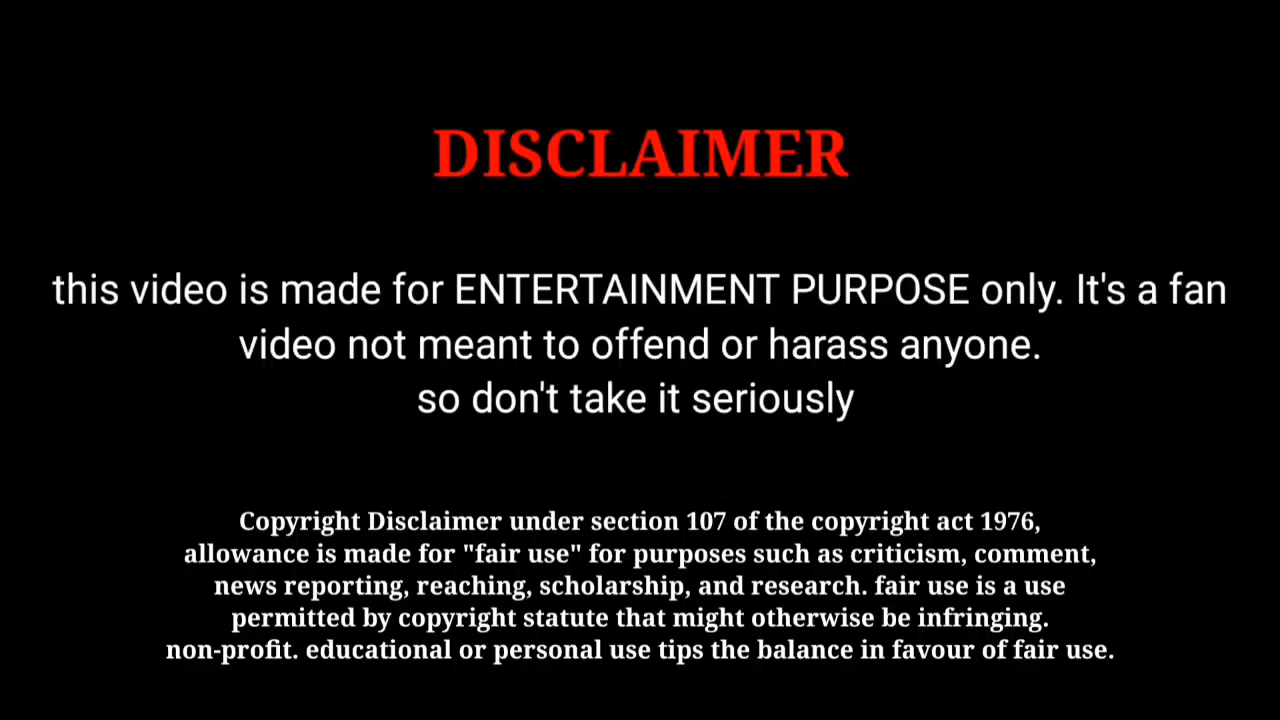 DISCLAIMER
this video is made for ENTERTAINMENT PURPOSE only. It's a fan
video not meant to offend or harass anyone.
so don't take it seriously
Copyright Disclaimer under section 107 of the copyright act 1976,
allowance is made for "fair use" for purposes such as criticism, comment,
news reporting, reaching, scholarship, and research. fair use is a use
permitted by copyright statute that might otherwise be infringing.
non-profit. educational or personal use tips the balance in favour of fair use.